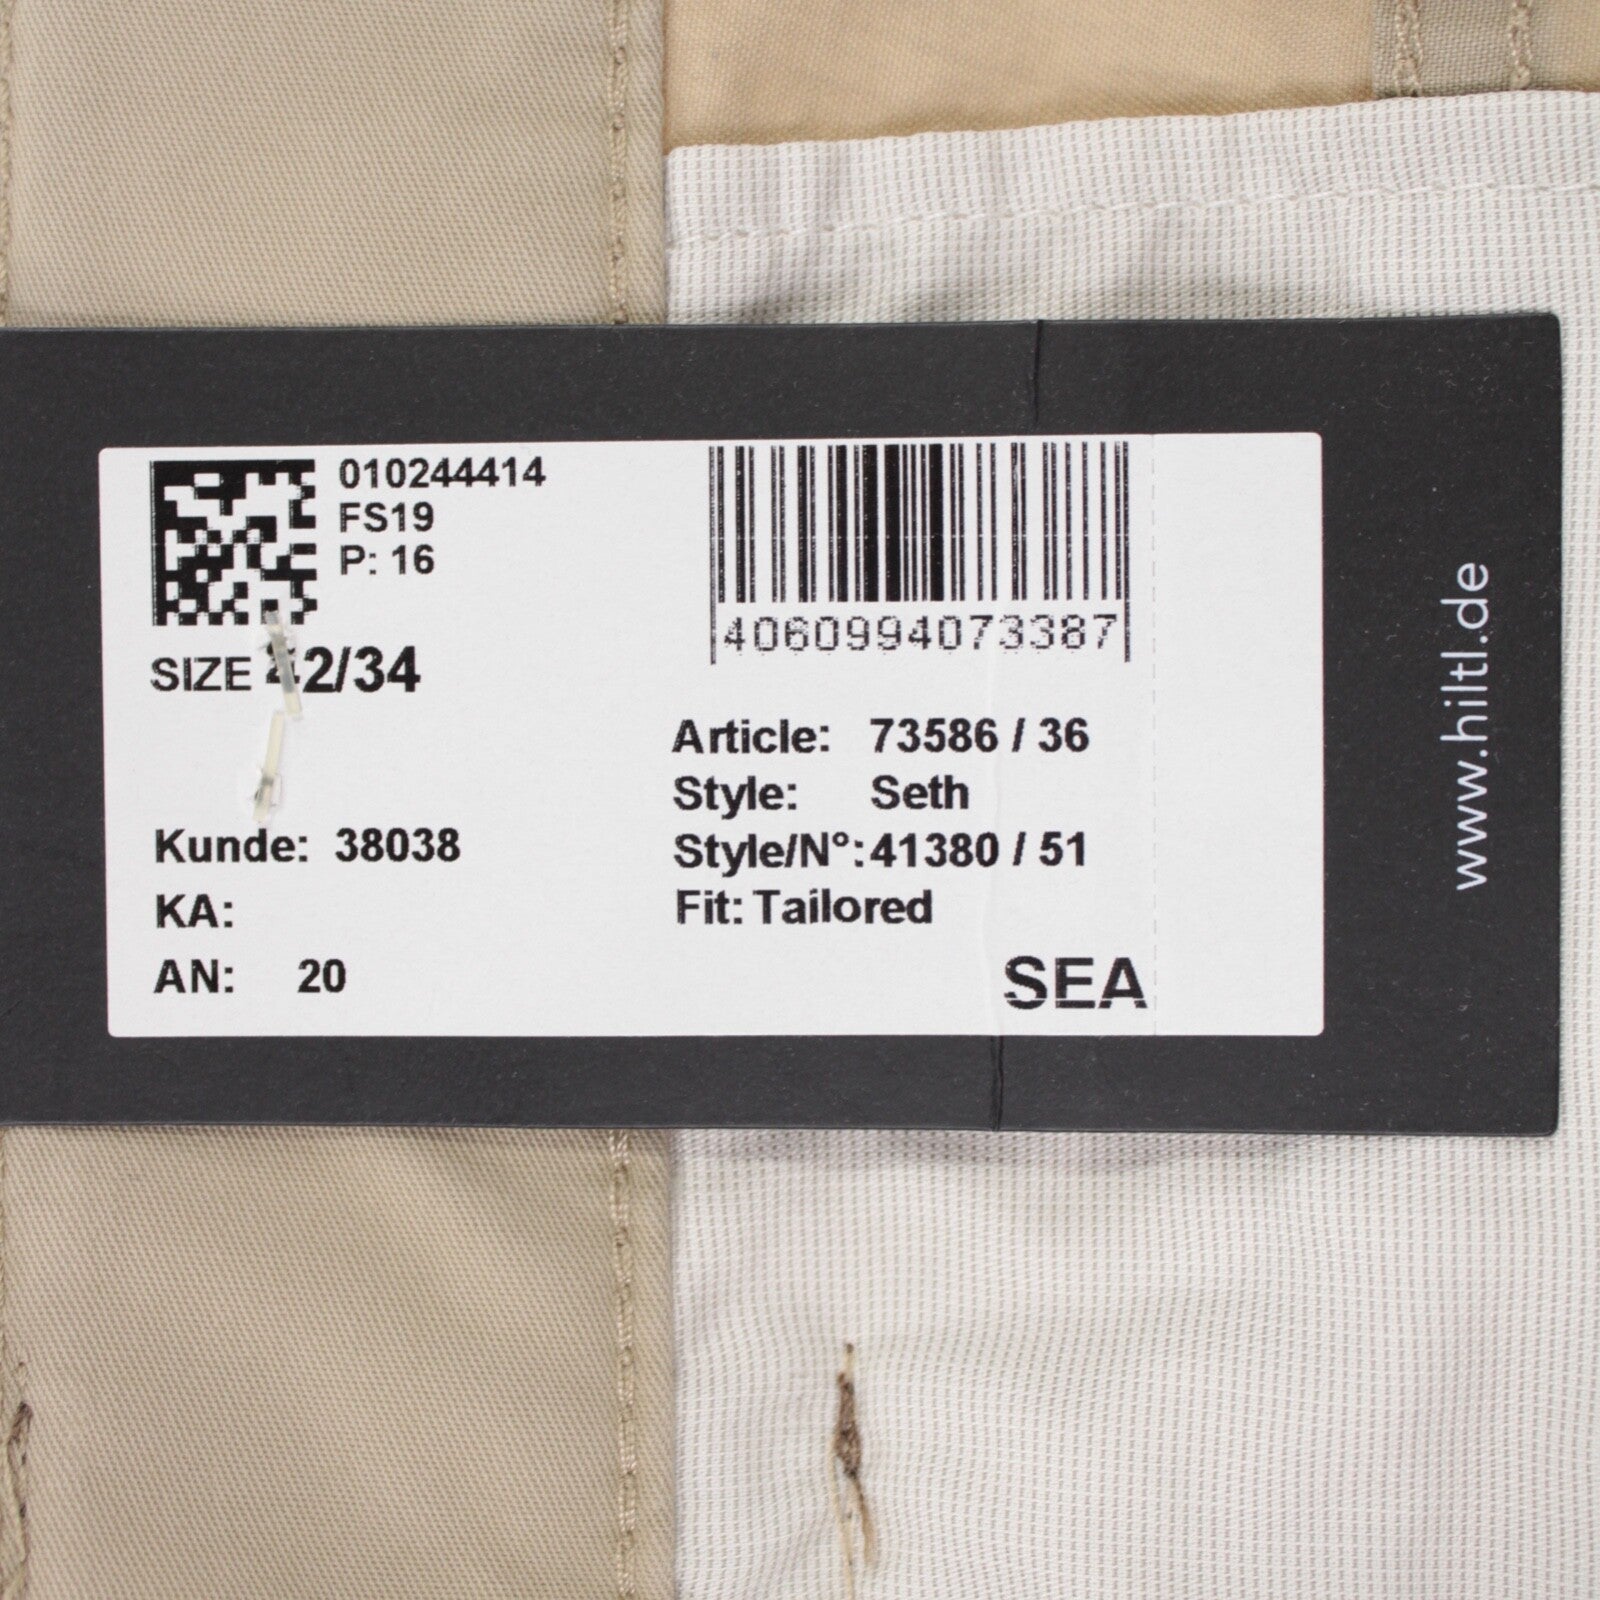 010244414
FS19
P: 16
SIZE 42/34
4060994073387
Article: 73586 / 36
Style: Seth
Style/N°: 41380 / 51
Fit: Tailored
Kunde: 38038
KA:
AN: 20
SEA
www.hiltl.de